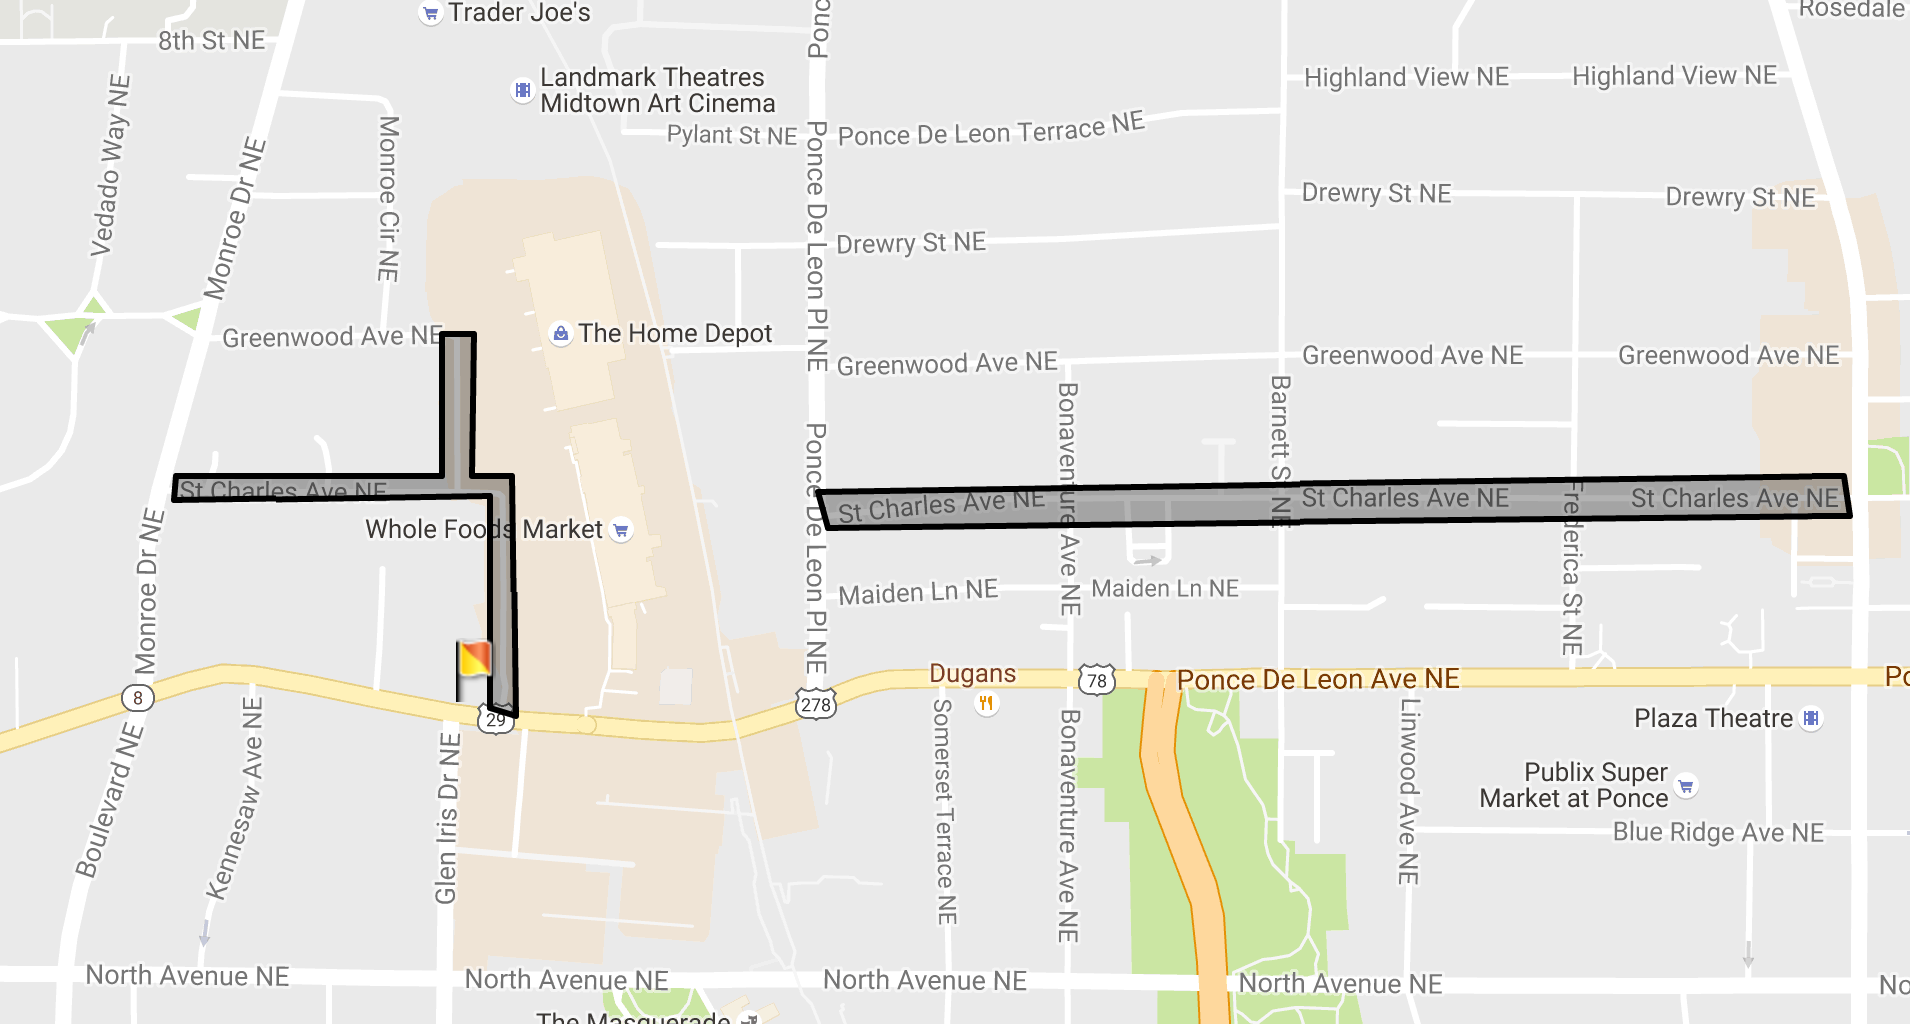 Trader Joe's
Rosedale
8th St NE
Landmark Theatres
Midtown Art Cinema
Highland View NE
Highland View NE
Vedado Way NE
Monroe Dr NE
Monroe Cir NE
Pylant St NE
Ponce De Leon Terrace NE
Ponce De Leon Pl NE
Drewry St NE
Drewry St NE
Drewry St NE
Greenwood Ave NE
The Home Depot
Greenwood Ave NE
Greenwood Ave NE
Greenwood Ave NE
Bonaventure Ave NE
Barnett St NE
St Charles Ave NE
St Charles Ave NE
St Charles Ave NE
St Charles Ave NE
Whole Foods Market
Ponce De Leon Pl NE
Frederica St NE
Monroe Dr NE
Maiden Ln NE
Maiden Ln NE
8
29
278
Dugans
78
Ponce De Leon Ave NE
Po
Boulevard NE
Kennesaw Ave NE
Glen Iris Dr NE
Somerset Terrace NE
Bonaventure Ave NE
Linwood Ave NE
Plaza Theatre
Publix Super
Market at Ponce
Blue Ridge Ave NE
North Avenue NE
North Avenue NE
North Avenue NE
North Avenue NE
No
The Masquerade